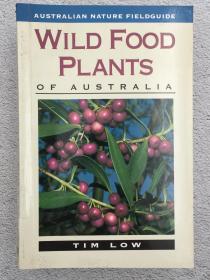 AUSTRALIAN NATURE FIELDGUIDE
WILD FOOD
PLANTS
OF AUSTRALIA
TIM LOW